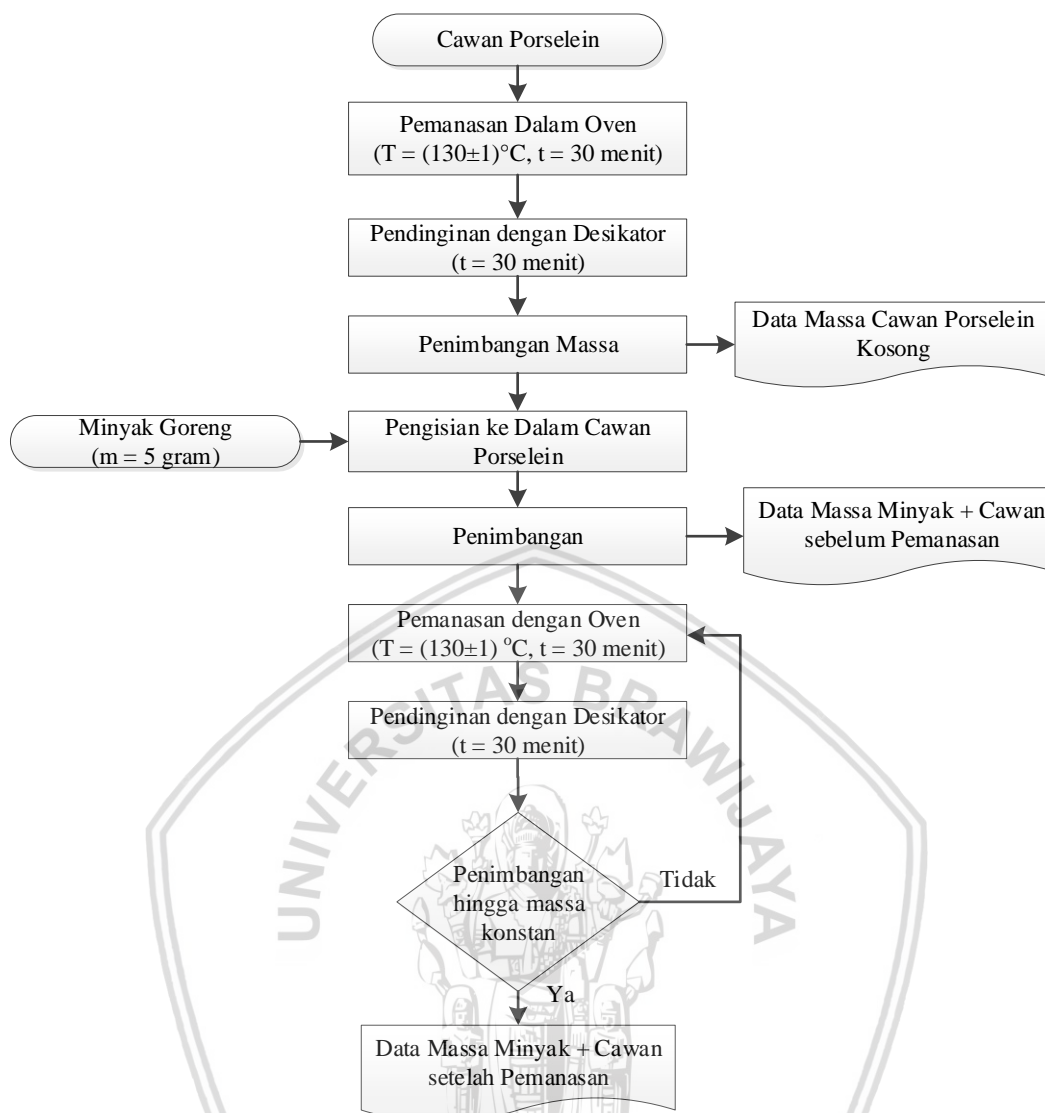 Cawan Porselein
Pemanasan Dalam Oven
(T = (130±1)°C, t = 30 menit)
Pendinginan dengan Desikator
(t = 30 menit)
Penimbangan Massa
Data Massa Cawan Porselein
Kosong
Minyak Goreng
(m = 5 gram)
Pengisian ke Dalam Cawan
Porselein
Penimbangan
Data Massa Minyak + Cawan
sebelum Pemanasan
Pemanasan dengan Oven
(T = (130±1) °C, t = 30 menit)
Pendinginan dengan Desikator
(t = 30 menit)
Penimbangan
hingga massa
konstan
Tidak
Ya
Data Massa Minyak + Cawan
setelah Pemanasan
UNIVERSITAS BRAWIJAYA